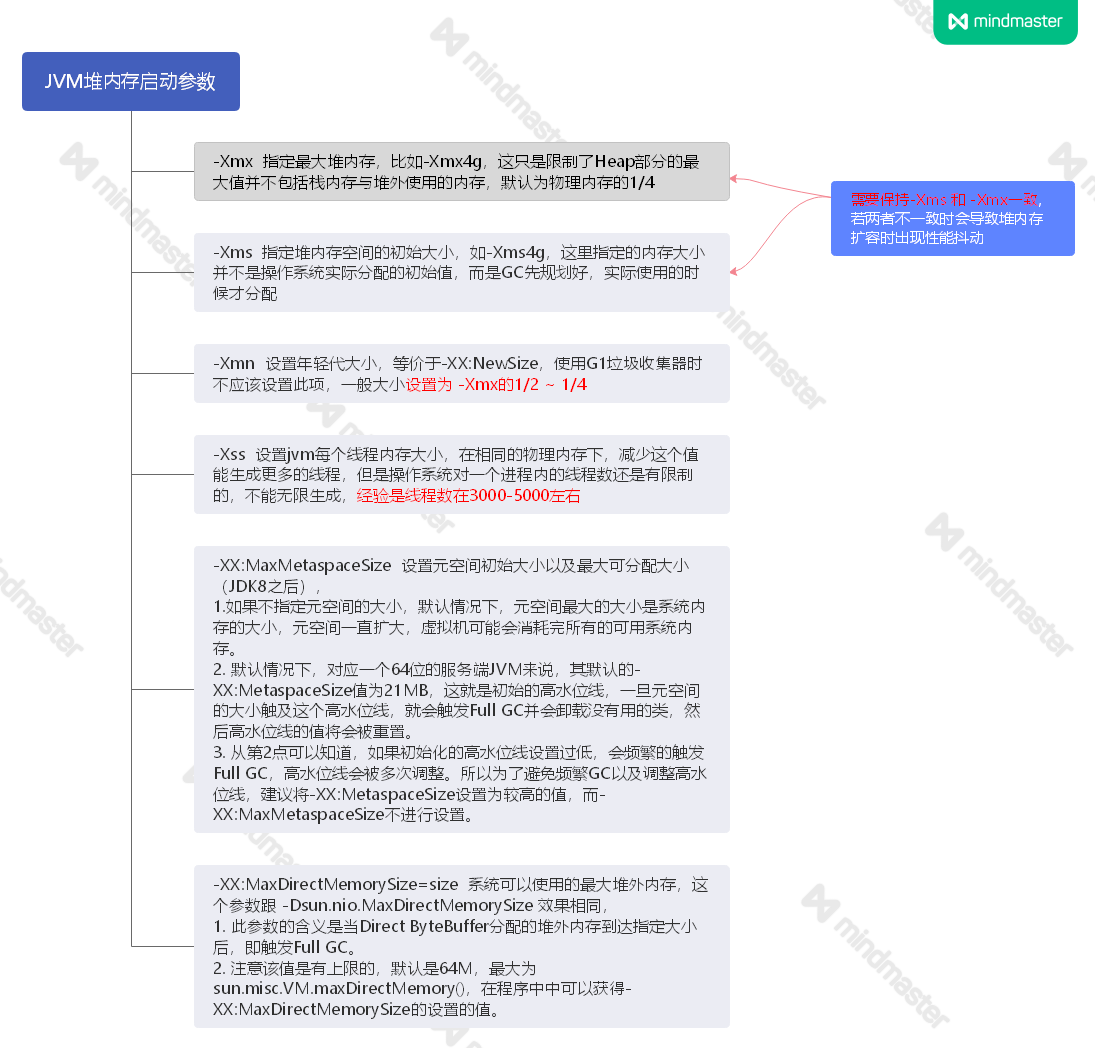 mindmaster
JVM堆内存启动参数
-Xmx 指定最大堆内存，比如-Xmx4g，这只是限制了Heap部分的最
大值并不包括栈内存与堆外使用的内存，默认为物理内存的1/4
需要保持-Xms 和 -Xmx一致，
若两者不一致时会导致堆内存
扩容时出现性能抖动
-Xms 指定堆内存空间的初始大小，如-Xms4g，这里指定的内存大小
并不是操作系统实际分配的初始值，而是GC先规划好，实际使用的时
候才分配
-Xmn 设置年轻代大小，等价于-XX:NewSize，使用G1垃圾收集器时
不应该设置此项，一般大小设置为 -Xmx的1/2 ~ 1/4
-Xss 设置jvm每个线程内存大小，在相同的物理内存下，减少这个值
能生成更多的线程，但是操作系统对一个进程内的线程数还是有限制
的，不能无限生成，经验是线程数在3000-5000左右
-XX:MaxMetaspaceSize 设置元空间初始大小以及最大可分配大小
（JDK8之后），
1.如果不指定元空间的大小，默认情况下，元空间最大的大小是系统内
存的大小，元空间一直扩大，虚拟机可能会消耗完所有的可用系统内
存。
2. 默认情况下，对应一个64位的服务端JVM来说，其默认的-
XX:MetaspaceSize值为21MB，这就是初始的高水位线，一旦元空间
的大小触及这个高水位线，就会触发Full GC并会卸载没有用的类，然
后高水位线的值将会被重置。
3. 从第2点可以知道，如果初始化的高水位线设置过低，会频繁的触发
Full GC，高水位线会被多次调整。所以为了避免频繁GC以及调整高水
位线，建议将-XX:MetaspaceSize设置为较高的值，而-
XX:MaxMetaspaceSize不进行设置。
-XX:MaxDirectMemorySize=size 系统可以使用的最大堆外内存，这
个参数跟 -Dsun.nio.MaxDirectMemorySize 效果相同，
1. 此参数的含义是当Direct ByteBuffer分配的堆外内存到达指定大小
后，即触发Full GC。
2. 注意该值是有上限的，默认是64M，最大为
sun.misc.VM.maxDirectMemory()，在程序中中可以获得-
XX:MaxDirectMemorySize的设置的值。